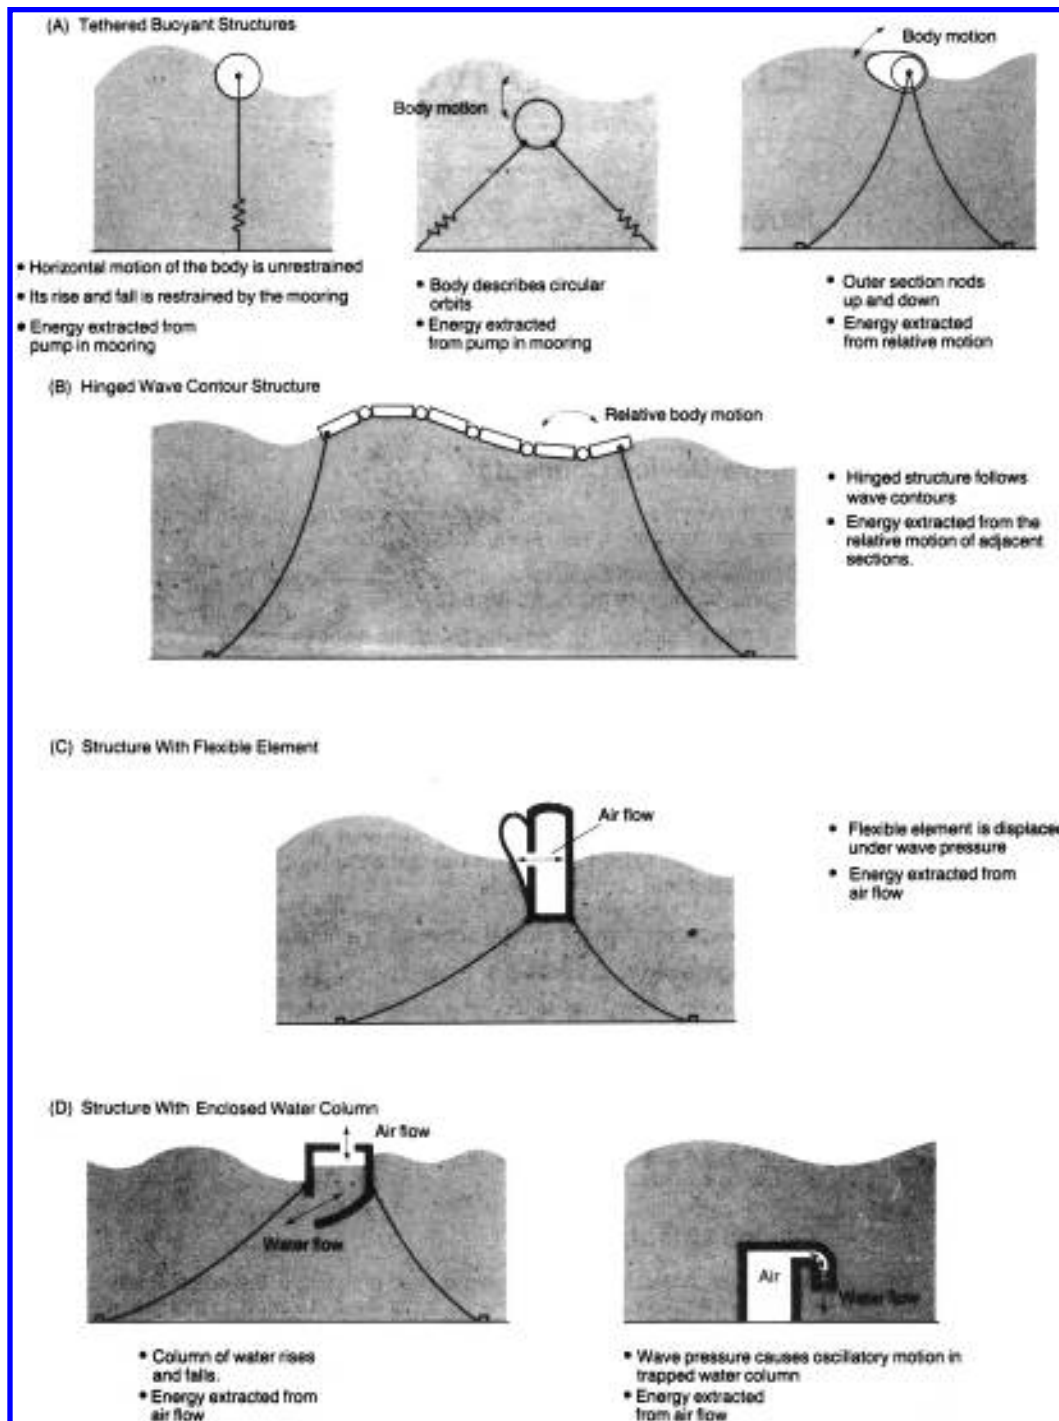 (A) Tethered Buoyant Structures
Body motion
Body motion
• Horizontal motion of the body is unrestrained
• Its rise and fall is restrained by the mooring
• Energy extracted from
pump in mooring
• Body describes circular
orbits
• Energy extracted
from pump in mooring
• Outer section nods
up and down
• Energy extracted
from relative motion
(B) Hinged Wave Contour Structure
Relative body motion
• Hinged structure follows
wave contours
• Energy extracted from the
relative motion of adjacent
sections.
(C) Structure With Flexible Element
Air flow
• Flexible element is displaced
under wave pressure
• Energy extracted from
air flow
(D) Structure With Enclosed Water Column
Air flow
Water flow
• Column of water rises
and falls.
• Energy extracted from
air flow
Air
Water flow
• Wave pressure causes oscillatory motion in
trapped water column
• Energy extracted
from air flow